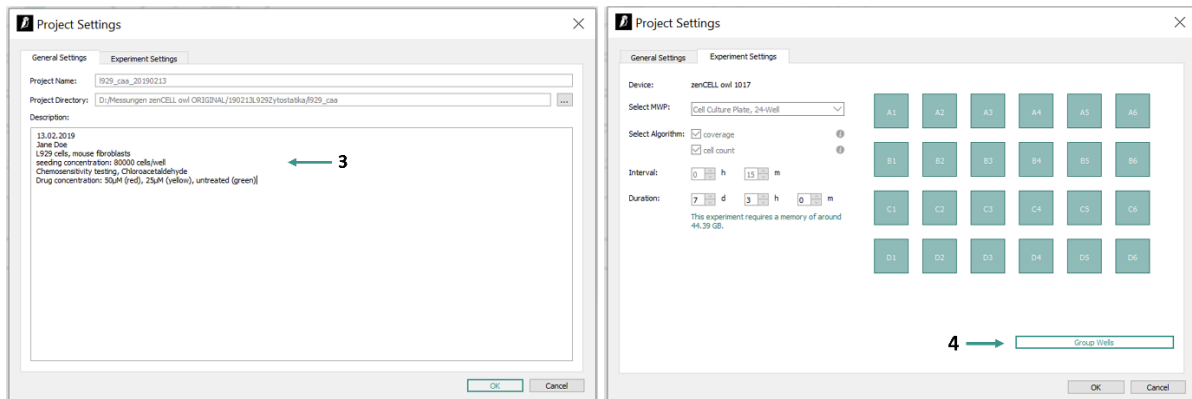 Project Settings
General Settings
Experiment Settings
Project Name:
l929_caa_20190213
Project Directory:
D:/Messungen zenCELL owl ORIGINAL/190213L929Zytostatika/l929_caa
...
Description:
13.02.2019
Jane Doe
L929 cells, mouse fibroblasts
seeding concentration: 80000 cells/well
Chemosensitivity testing, Chloroacetaldehyde
Drug concentration: 50µM (red), 25µM (yellow), untreated (green)
3
OK
Cancel
Project Settings
General Settings
Experiment Settings
Device:
zenCELL owl 1017
Select MWP:
Cell Culture Plate, 24-Well
Select Algorithm:
coverage
cell count
Interval:
0 h 15 m
Duration:
7 d 3 h 0 m
This experiment requires a memory of around
44.39 GB.
A1 A2 A3 A4 A5 A6
B1 B2 B3 B4 B5 B6
C1 C2 C3 C4 C5 C6
D1 D2 D3 D4 D5 D6
4
Group Wells
OK
Cancel